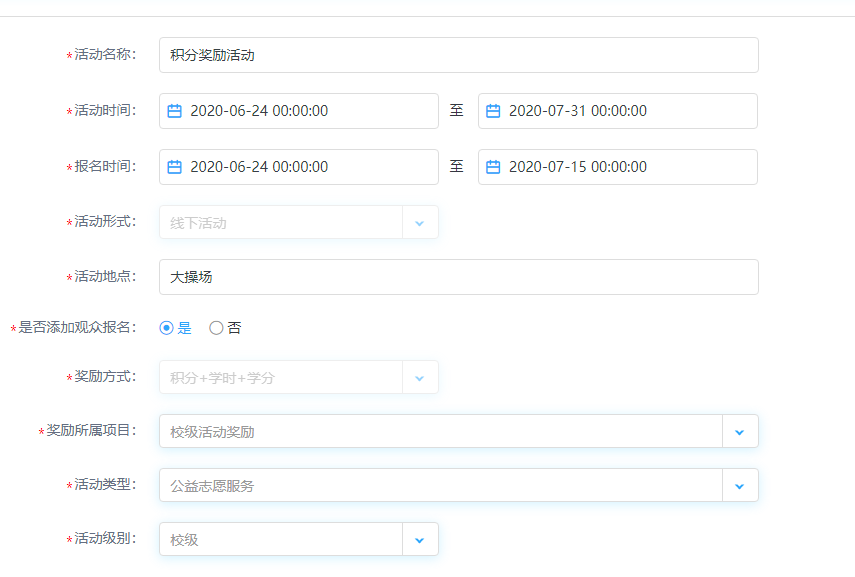 *活动名称： 积分奖励活动
*活动时间： 2020-06-24 00:00:00 至 2020-07-31 00:00:00
*报名时间： 2020-06-24 00:00:00 至 2020-07-15 00:00:00
*活动形式： 线下活动
*活动地点： 大操场
*是否添加观众报名： 是 否
*奖励方式： 积分+学时+学分
*奖励所属项目： 校级活动奖励
*活动类型： 公益志愿服务
*活动级别： 校级